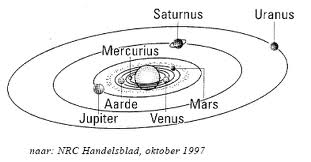 Saturnus
Uranus
Mercurius
Aarde
Mars
Jupiter
Venus
naar: NRC Handelsblad, oktober 1997